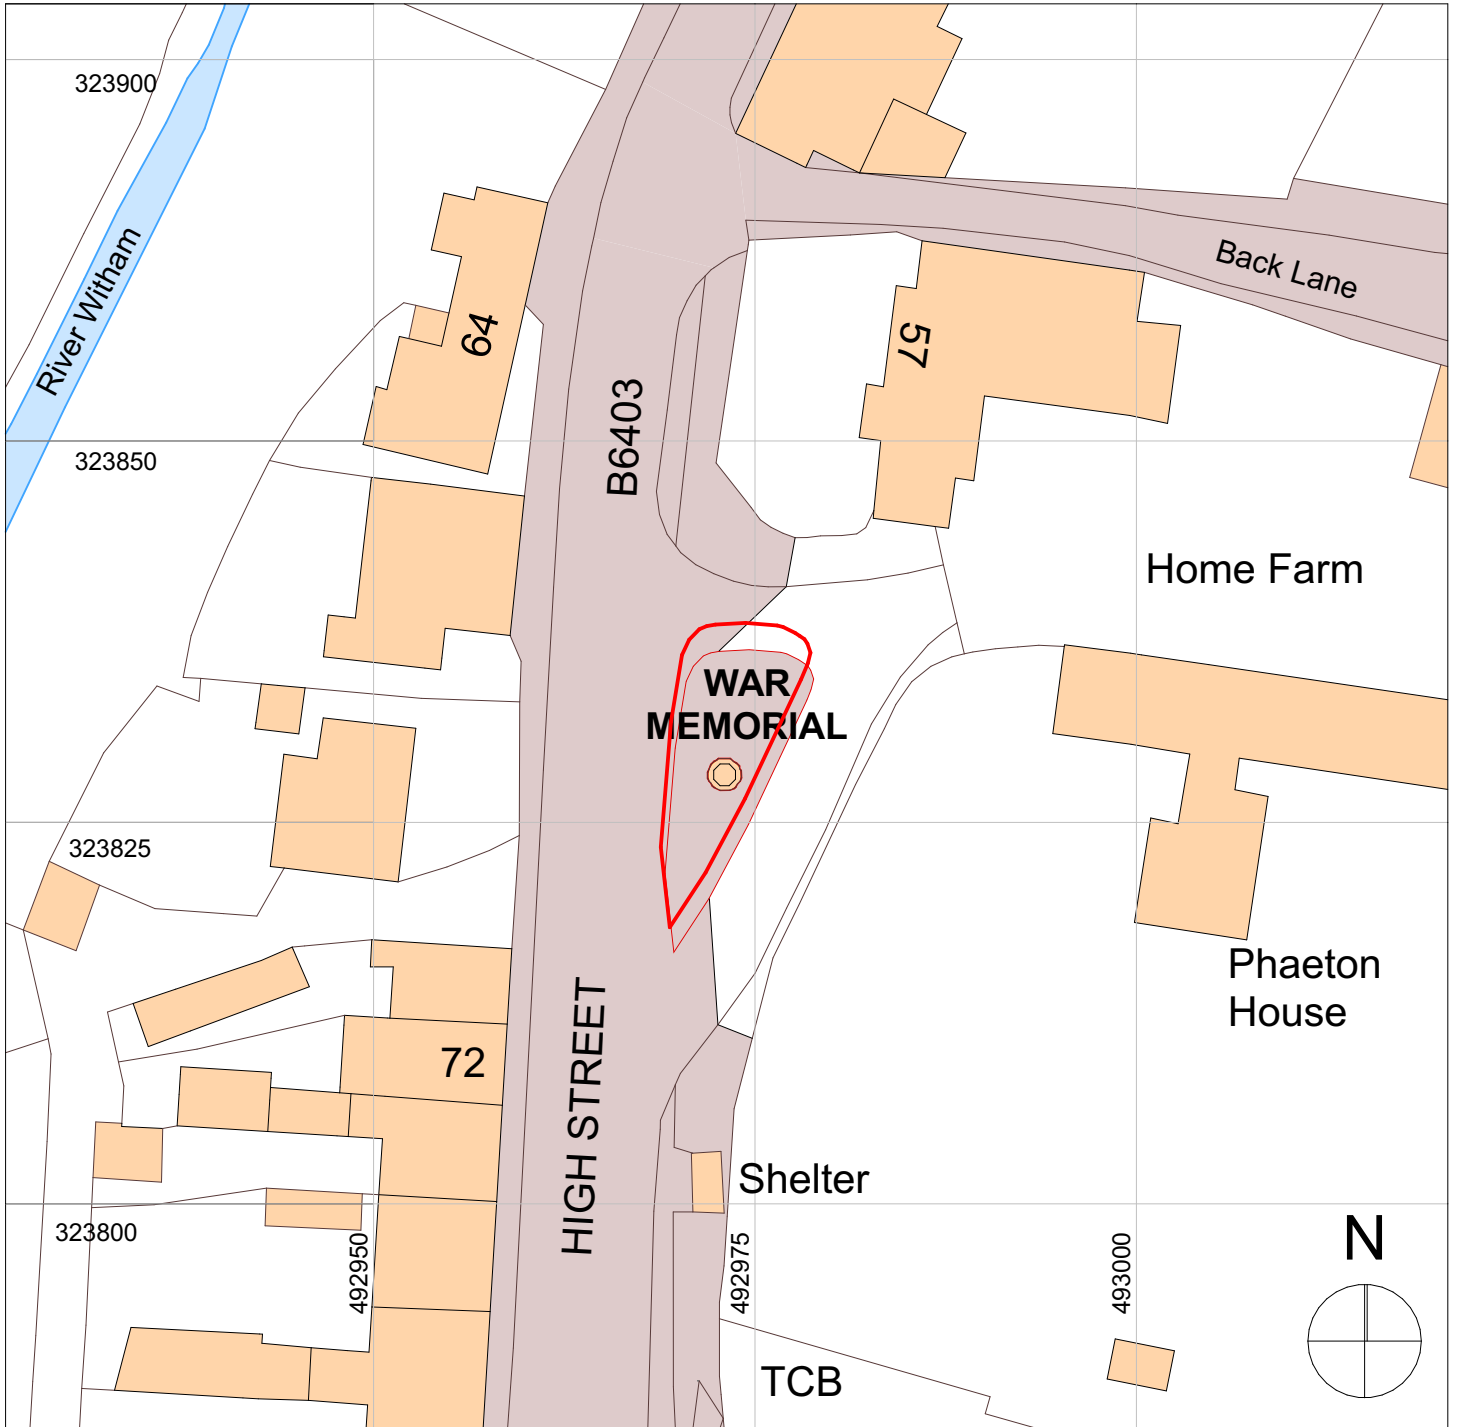 323900
River Witham
Back Lane
64
57
B6403
323850
Home Farm
WAR
MEMORIAL
323825
Phaeton
House
72
HIGH STREET
Shelter
323800
492950
492975
493000
N
TCB